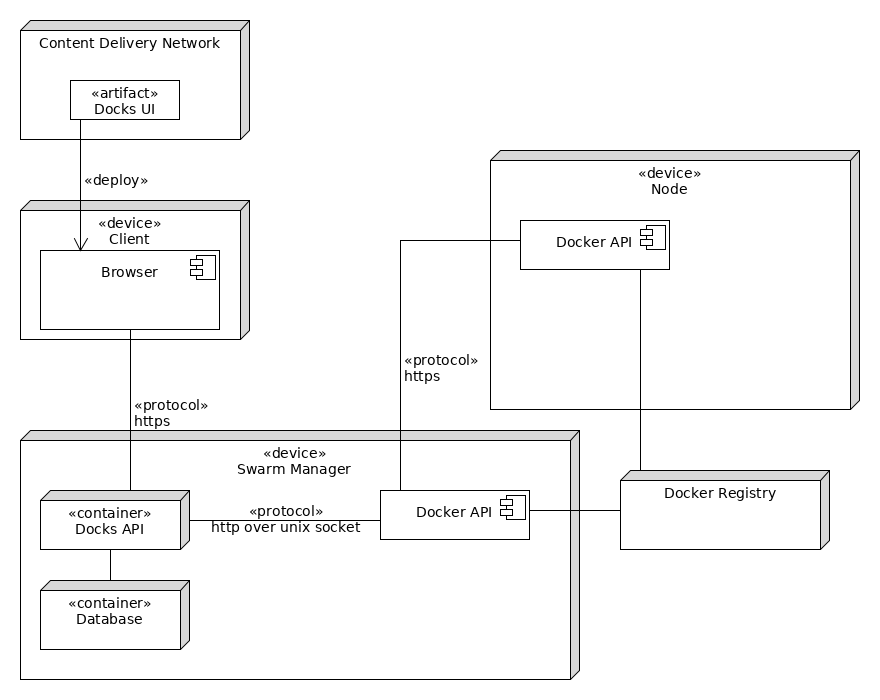 Content Delivery Network
«artifact»
Docks UI
«deploy»
«device»
Client
Browser
«device»
Node
Docker API
«protocol»
https
«protocol»
https
«device»
Swarm Manager
«container»
Docks API
«protocol»
http over unix socket
Docker API
Docker Registry
«container»
Database